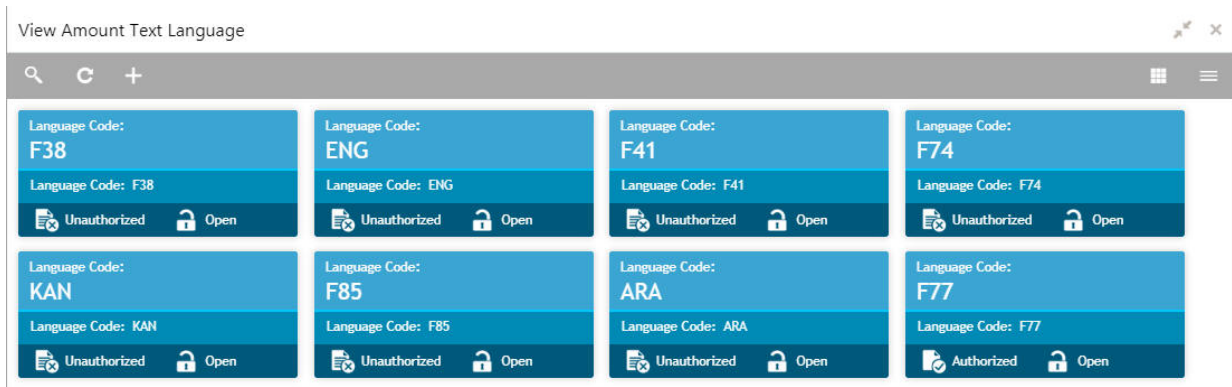 View Amount Text Language
Language Code:
F38
Language Code: F38
Unauthorized Open
Language Code:
ENG
Language Code: ENG
Unauthorized Open
Language Code:
F41
Language Code: F41
Unauthorized Open
Language Code:
F74
Language Code: F74
Unauthorized Open
Language Code:
KAN
Language Code: KAN
Unauthorized Open
Language Code:
F85
Language Code: F85
Unauthorized Open
Language Code:
ARA
Language Code: ARA
Unauthorized Open
Language Code:
F77
Language Code: F77
Authorized Open